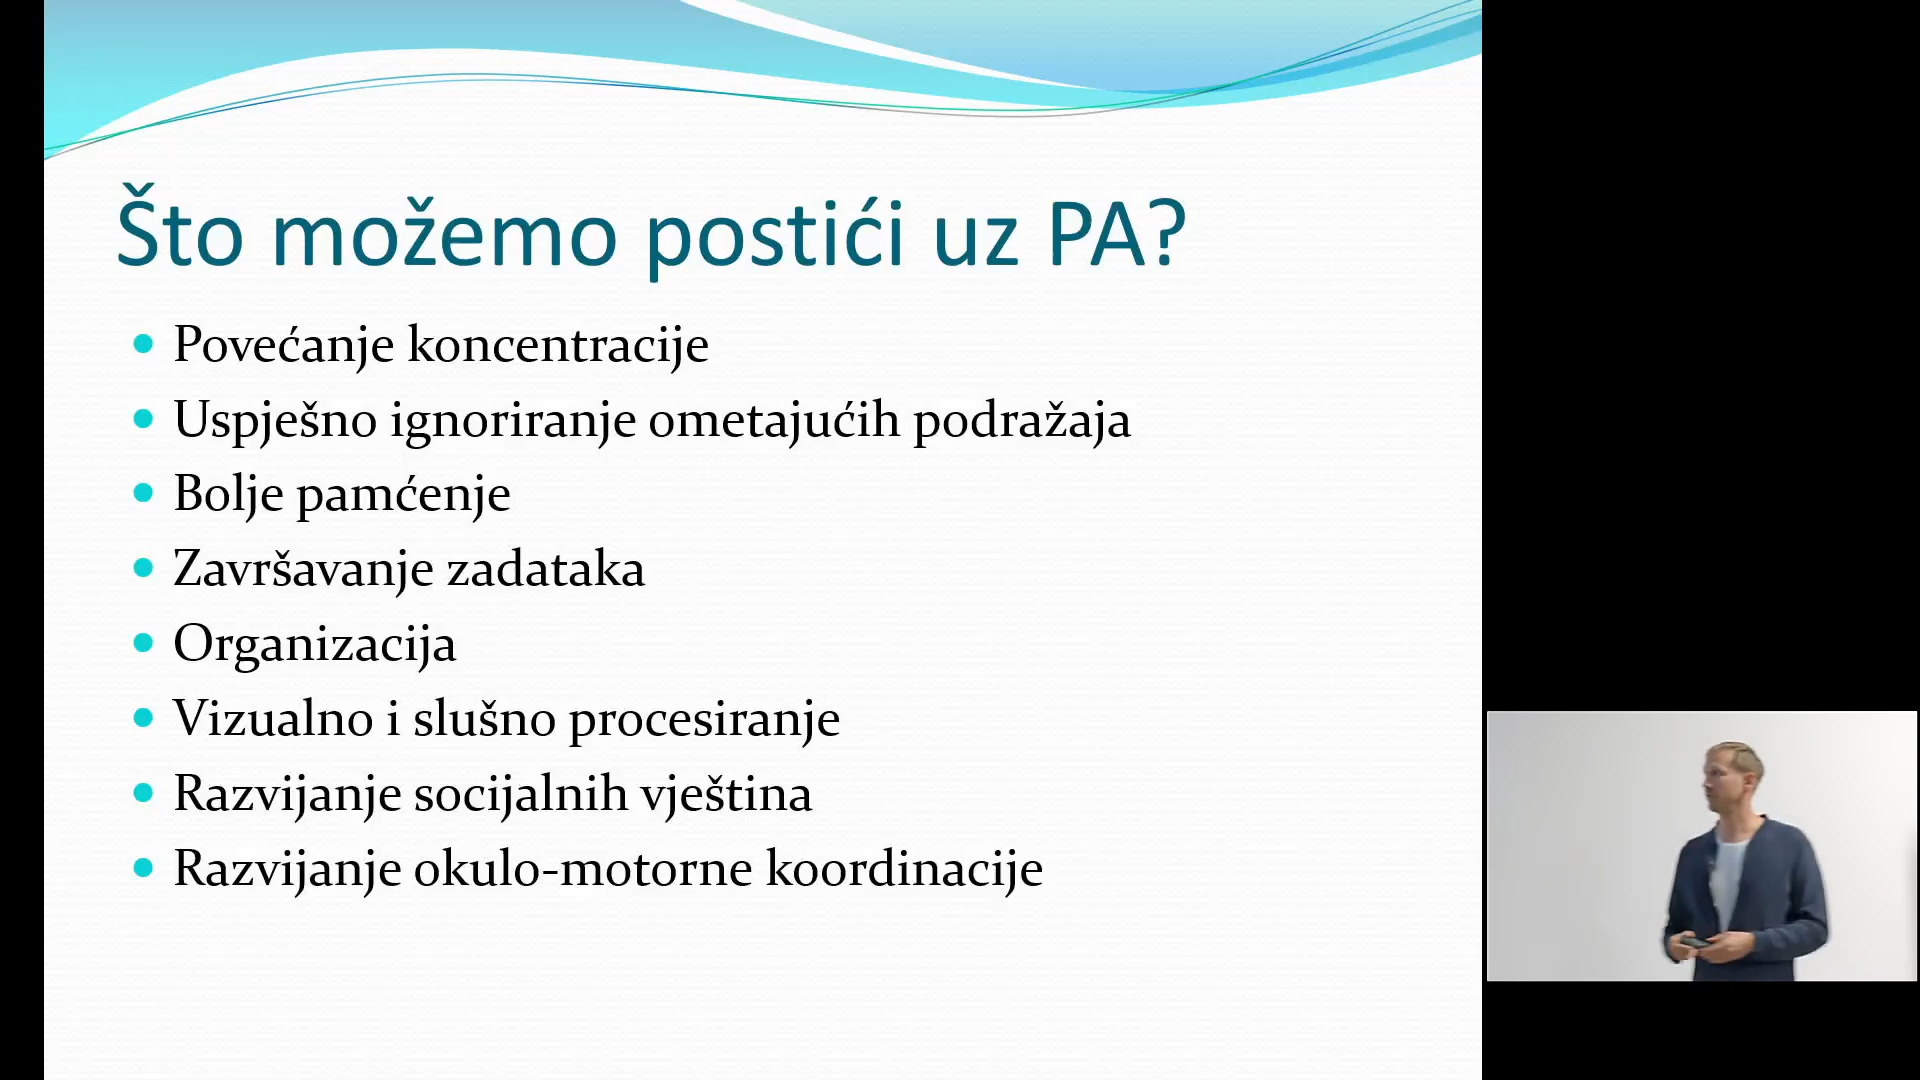 Što možemo postići uz PA?
• Povećanje koncentracije
• Uspješno ignoriranje ometajućih podražaja
• Bolje pamćenje
• Završavanje zadataka
• Organizacija
• Vizualno i slušno procesiranje
• Razvijanje socijalnih vještina
• Razvijanje okulo-motorne koordinacije